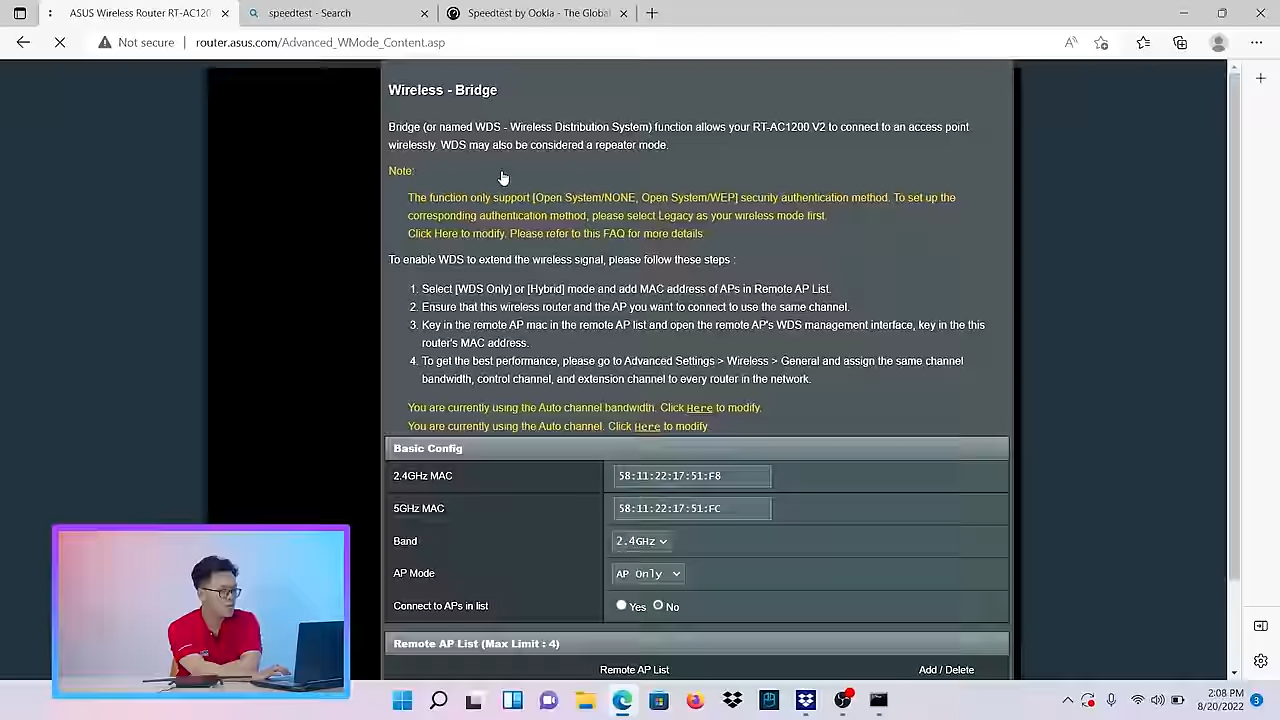 ASUS Wireless Router RT-AC120
speedtest - Search
Speedtest by Ookla - The Global
Not secure
router.asus.com/Advanced_WMode_Content.asp
Wireless - Bridge
Bridge (or named WDS - Wireless Distribution System) function allows your RT-AC1200 V2 to connect to an access point
wirelessly. WDS may also be considered a repeater mode.
Note:
The function only support [Open System/NONE, Open System/WEP] security authentication method. To set up the
corresponding authentication method, please select Legacy as your wireless mode first.
Click Here to modify. Please refer to this FAQ for more details
To enable WDS to extend the wireless signal, please follow these steps :
1. Select [WDS Only] or [Hybrid] mode and add MAC address of APs in Remote AP List.
2. Ensure that this wireless router and the AP you want to connect to use the same channel.
3. Key in the remote AP mac in the remote AP list and open the remote AP's WDS management interface, key in the this
router's MAC address.
4. To get the best performance, please go to Advanced Settings > Wireless > General and assign the same channel
bandwidth, control channel, and extension channel to every router in the network.
You are currently using the Auto channel bandwidth. Click Here to modify.
You are currently using the Auto channel. Click Here to modify.
Basic Config
2.4GHz MAC 58:11:22:17:51:F8
5GHz MAC 58:11:22:17:51:FC
Band 2.4GHz
AP Mode AP Only
Connect to APs in list Yes No
Remote AP List (Max Limit : 4)
Remote AP List Add / Delete
2:08 PM
8/20/2022
3